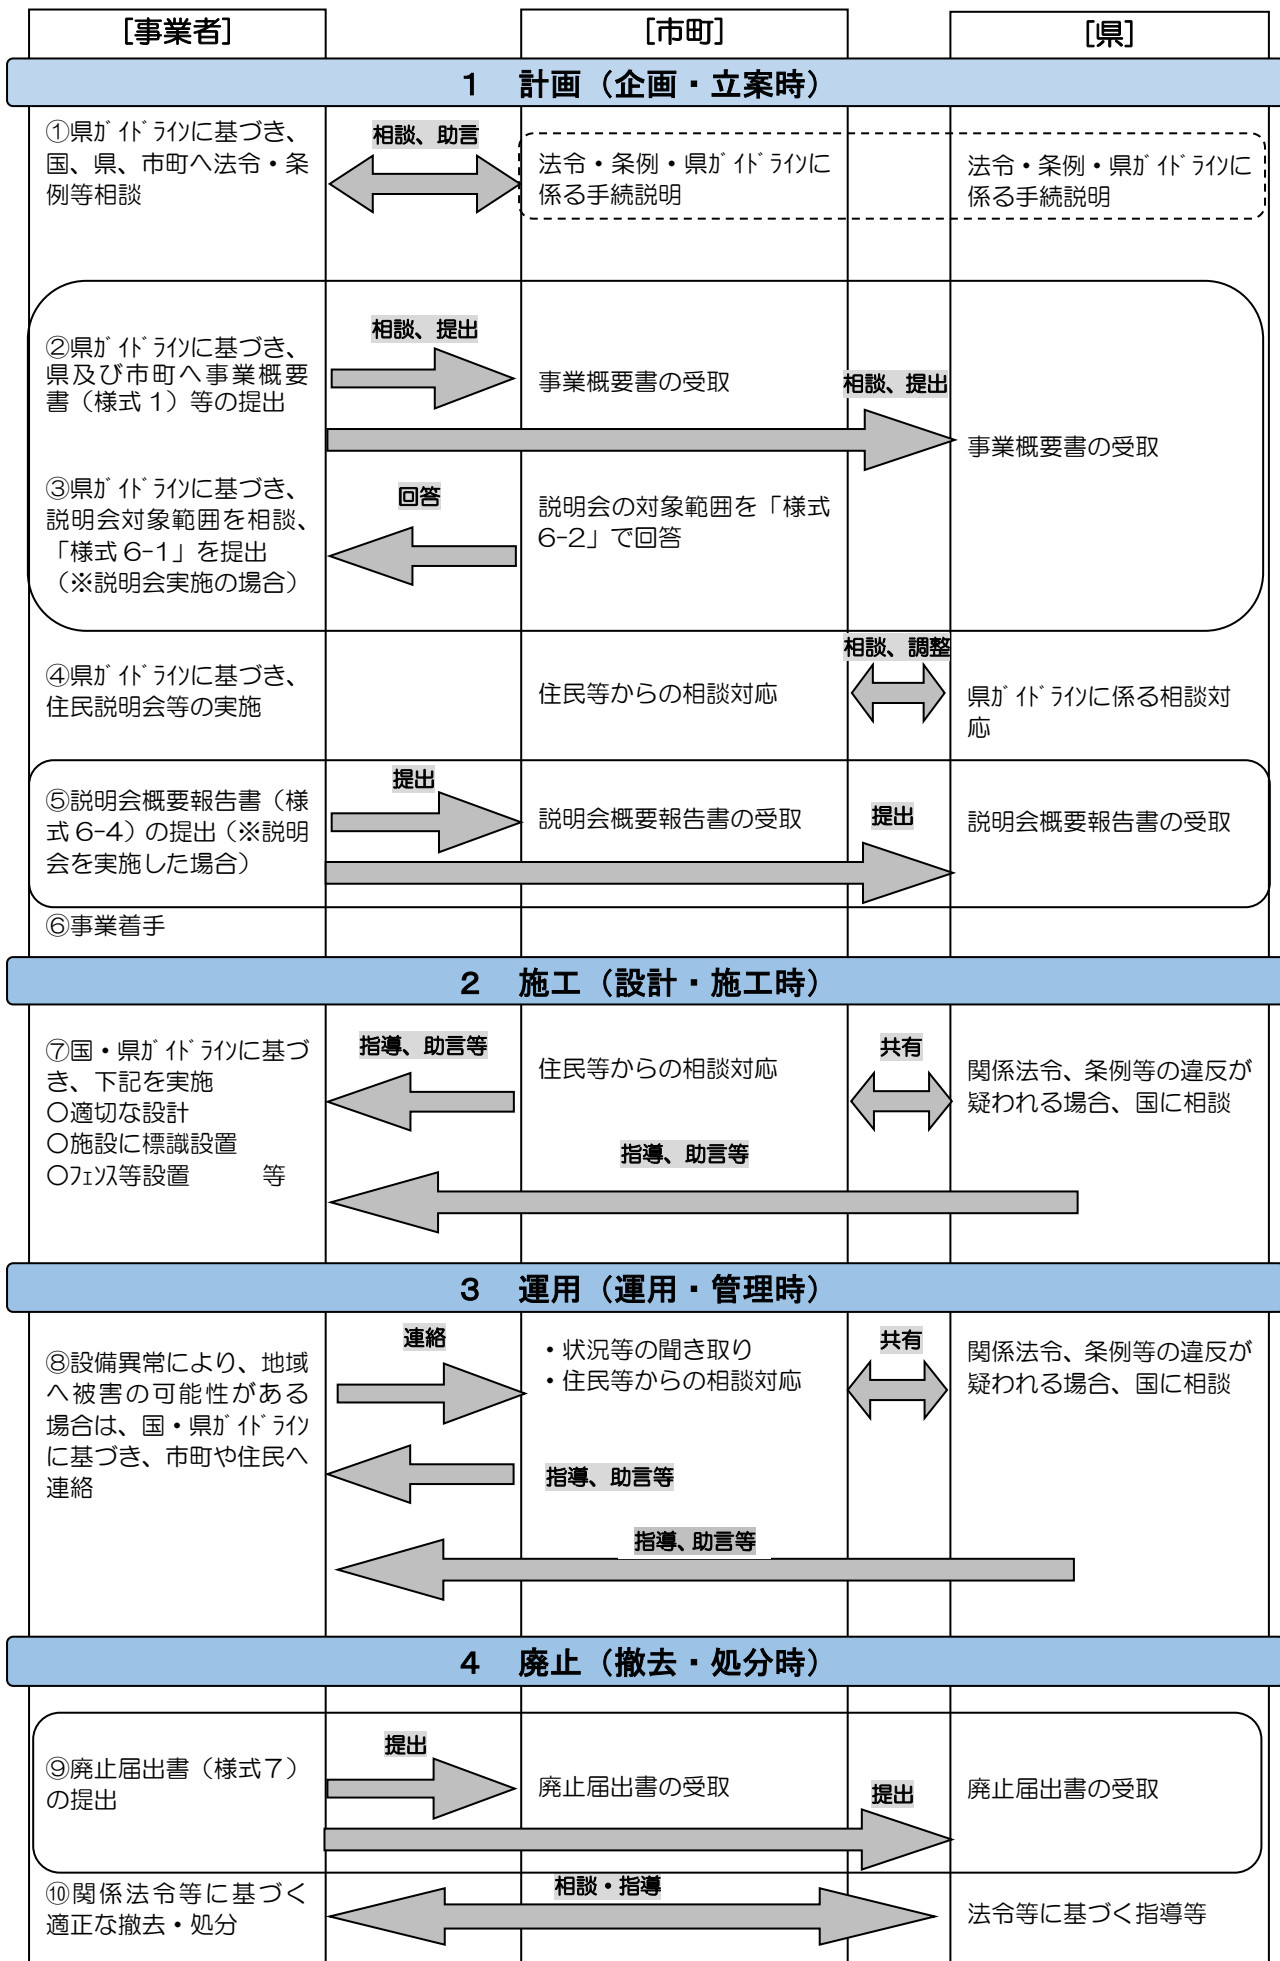 [事業者]
[市町]
[県]
1　計画（企画・立案時）
①県ｶﾞｲﾄﾞﾗｲﾝに基づき、
国、県、市町へ法令・条
例等相談
相談、助言
法令・条例・県ｶﾞｲﾄﾞﾗｲﾝに
係る手続説明
法令・条例・県ｶﾞｲﾄﾞﾗｲﾝに
係る手続説明
②県ｶﾞｲﾄﾞﾗｲﾝに基づき、
県及び市町へ事業概要
書（様式1）等の提出
相談、提出
事業概要書の受取
相談、提出
事業概要書の受取
③県ｶﾞｲﾄﾞﾗｲﾝに基づき、
説明会対象範囲を相談、
「様式6-1」を提出
（※説明会実施の場合）
回答
説明会の対象範囲を「様式
6-2」で回答
④県ｶﾞｲﾄﾞﾗｲﾝに基づき、
住民説明会等の実施
住民等からの相談対応
相談、調整
県ｶﾞｲﾄﾞﾗｲﾝに係る相談対
応
⑤説明会概要報告書（様
式6-4）の提出（※説明
会を実施した場合）
提出
説明会概要報告書の受取
提出
説明会概要報告書の受取
⑥事業着手
2　施工（設計・施工時）
⑦国・県ｶﾞｲﾄﾞﾗｲﾝに基づ
き、下記を実施
〇適切な設計
〇施設に標識設置
〇ﾌｪﾝｽ等設置　　　等
指導、助言等
住民等からの相談対応
共有
関係法令、条例等の違反が
疑われる場合、国に相談
指導、助言等
3　運用（運用・管理時）
⑧設備異常により、地域
へ被害の可能性がある
場合は、国・県ｶﾞｲﾄﾞﾗｲﾝ
に基づき、市町や住民へ
連絡
連絡
・状況等の聞き取り
・住民等からの相談対応
共有
関係法令、条例等の違反が
疑われる場合、国に相談
指導、助言等
指導、助言等
4　廃止（撤去・処分時）
⑨廃止届出書（様式７）
の提出
提出
廃止届出書の受取
提出
廃止届出書の受取
⑩関係法令等に基づく
適正な撤去・処分
相談・指導
法令等に基づく指導等